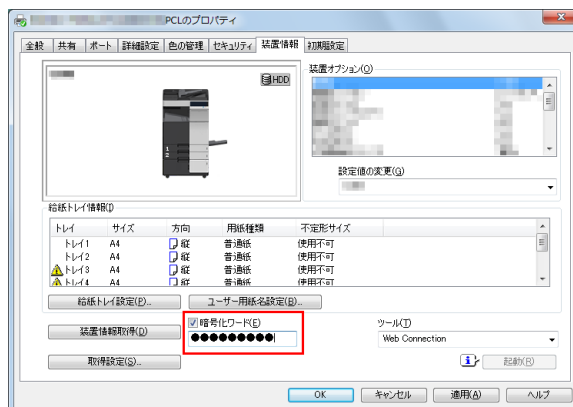 PCLのプロパティ
全般 共有 ポート 詳細設定 色の管理 セキュリティ 装置情報 初期設定
HDD
装置オプション(O)
設定値の変更(G)
給紙トレイ情報(I)
トレイ サイズ 方向 用紙種類 不定形サイズ
トレイ1 A4 縦 普通紙 使用不可
トレイ2 A4 縦 普通紙 使用不可
トレイ3 A4 縦 普通紙 使用不可
トレイ4 A4 縦 普通紙 使用不可
給紙トレイ設定(P)... ユーザー用紙名設定(B)...
装置情報取得(D)
暗号化ワード(E)
●●●●●●●●●
ツール(T)
Web Connection
取得設定(S)...
起動(R)
OK キャンセル 適用(A) ヘルプ